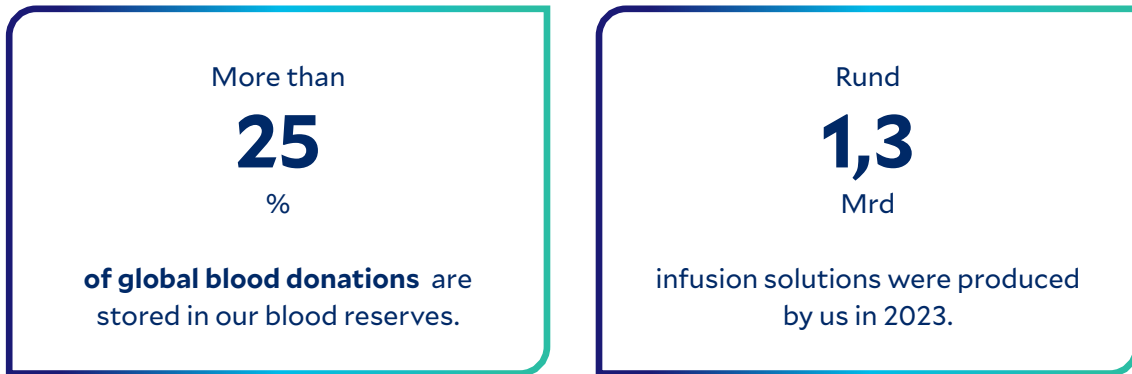 More than
25
%
of global blood donations are
stored in our blood reserves.
Rund
1,3
Mrd
infusion solutions were produced
by us in 2023.